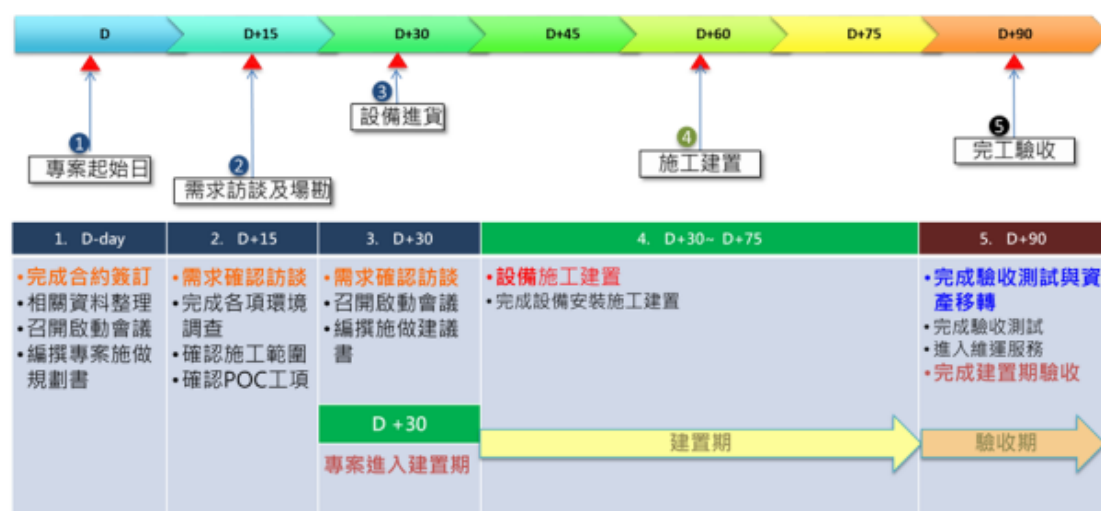 D
D+15
D+30
D+45
D+60
D+75
D+90
1
專案起始日
2
需求訪談及場勘
3
設備進貨
4
施工建置
5
完工驗收
1. D-day
2. D+15
3. D+30
4. D+30~ D+75
5. D+90
•完成合約簽訂
•相關資料整理
•召開啟動會議
•編撰專案施做
規劃書
•需求確認訪談
•完成各項環境
調查
•確認施工範圍
•確認POC工項
•需求確認訪談
•召開啟動會議
•編撰施做建議
書
D +30
專案進入建置期
•設備施工建置
•完成設備安裝施工建置
建置期
•完成驗收測試與資
產移轉
•完成驗收測試
•進入維運服務
•完成建置期驗收
驗收期